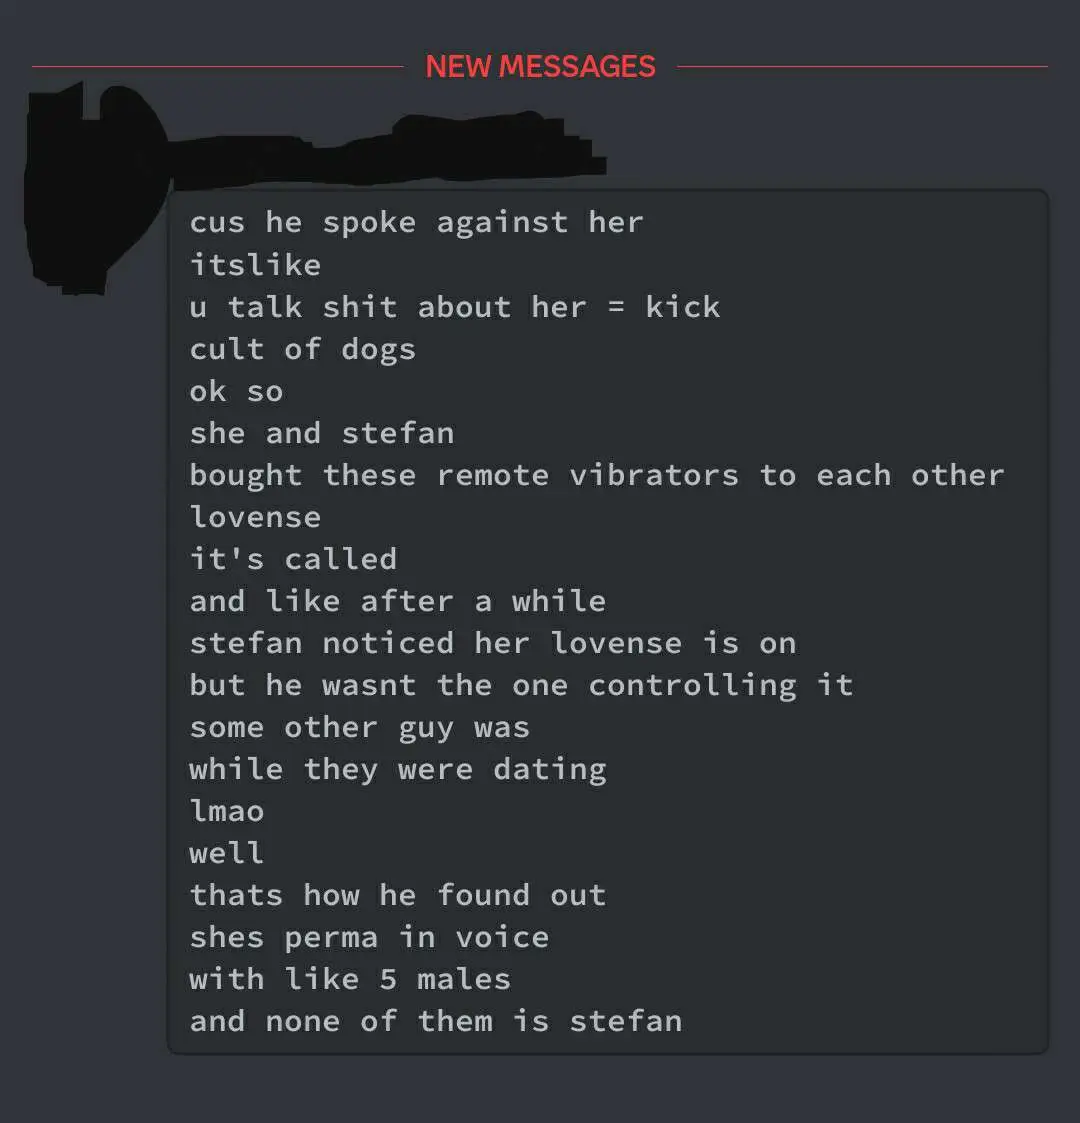 NEW MESSAGES
cus he spoke against her
itslike
u talk shit about her = kick
cult of dogs
ok so
she and stefan
bought these remote vibrators to each other
lovense
it's called
and like after a while
stefan noticed her lovense is on
but he wasnt the one controlling it
some other guy was
while they were dating
lmao
well
thats how he found out
shes perma in voice
with like 5 males
and none of them is stefan